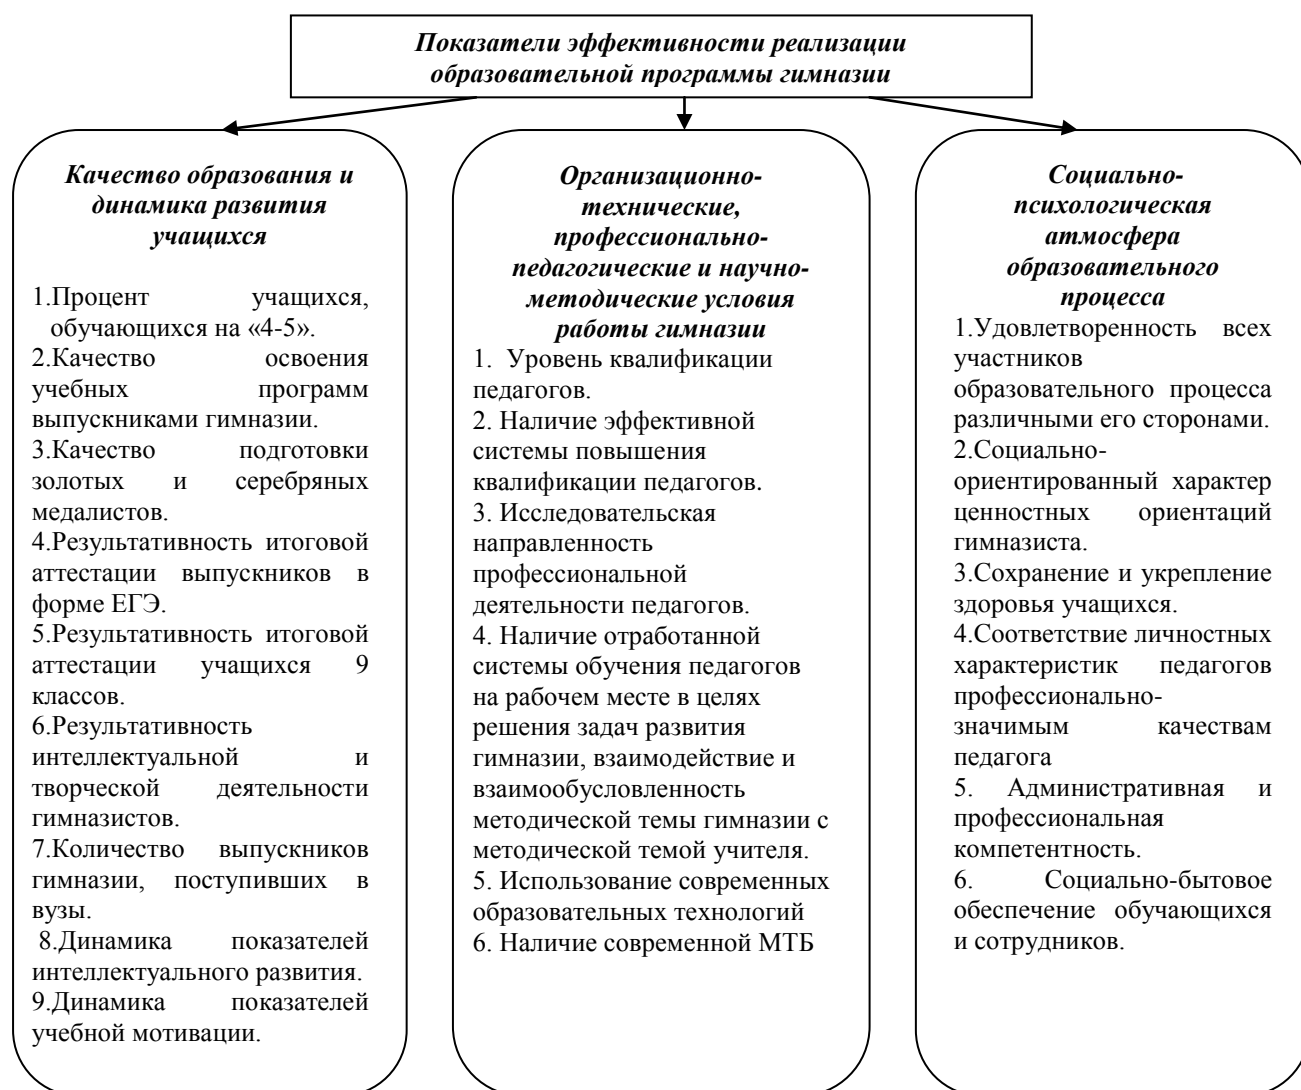 Показатели эффективности реализации
образовательной программы гимназии
Качество образования и
динамика развития
учащихся
1.Процент учащихся,
обучающихся на «4-5».
2.Качество освоения
учебных программ
выпускниками гимназии.
3.Качество подготовки
золотых и серебряных
медалистов.
4.Результативность итоговой
аттестации выпускников в
форме ЕГЭ.
5.Результативность итоговой
аттестации учащихся 9
классов.
6.Результативность
интеллектуальной и
творческой деятельности
гимназистов.
7.Количество выпускников
гимназии, поступивших в
вузы.
8.Динамика показателей
интеллектуального развития.
9.Динамика показателей
учебной мотивации.
Организационно-
технические,
профессионально-
педагогические и научно-
методические условия
работы гимназии
1. Уровень квалификации
педагогов.
2. Наличие эффективной
системы повышения
квалификации педагогов.
3. Исследовательская
направленность
профессиональной
деятельности педагогов.
4. Наличие отработанной
системы обучения педагогов
на рабочем месте в целях
решения задач развития
гимназии, взаимодействие и
взаимообусловленность
методической темы гимназии с
методической темой учителя.
5. Использование современных
образовательных технологий
6. Наличие современной МТБ
Социально-
психологическая
атмосфера
образовательного
процесса
1.Удовлетворенность всех
участников
образовательного процесса
различными его сторонами.
2.Социально-
ориентированный характер
ценностных ориентаций
гимназиста.
3.Сохранение и укрепление
здоровья учащихся.
4.Соответствие личностных
характеристик педагогов
профессионально-
значимым качествам
педагога
5. Административная и
профессиональная
компетентность.
6. Социально-бытовое
обеспечение обучающихся
и сотрудников.